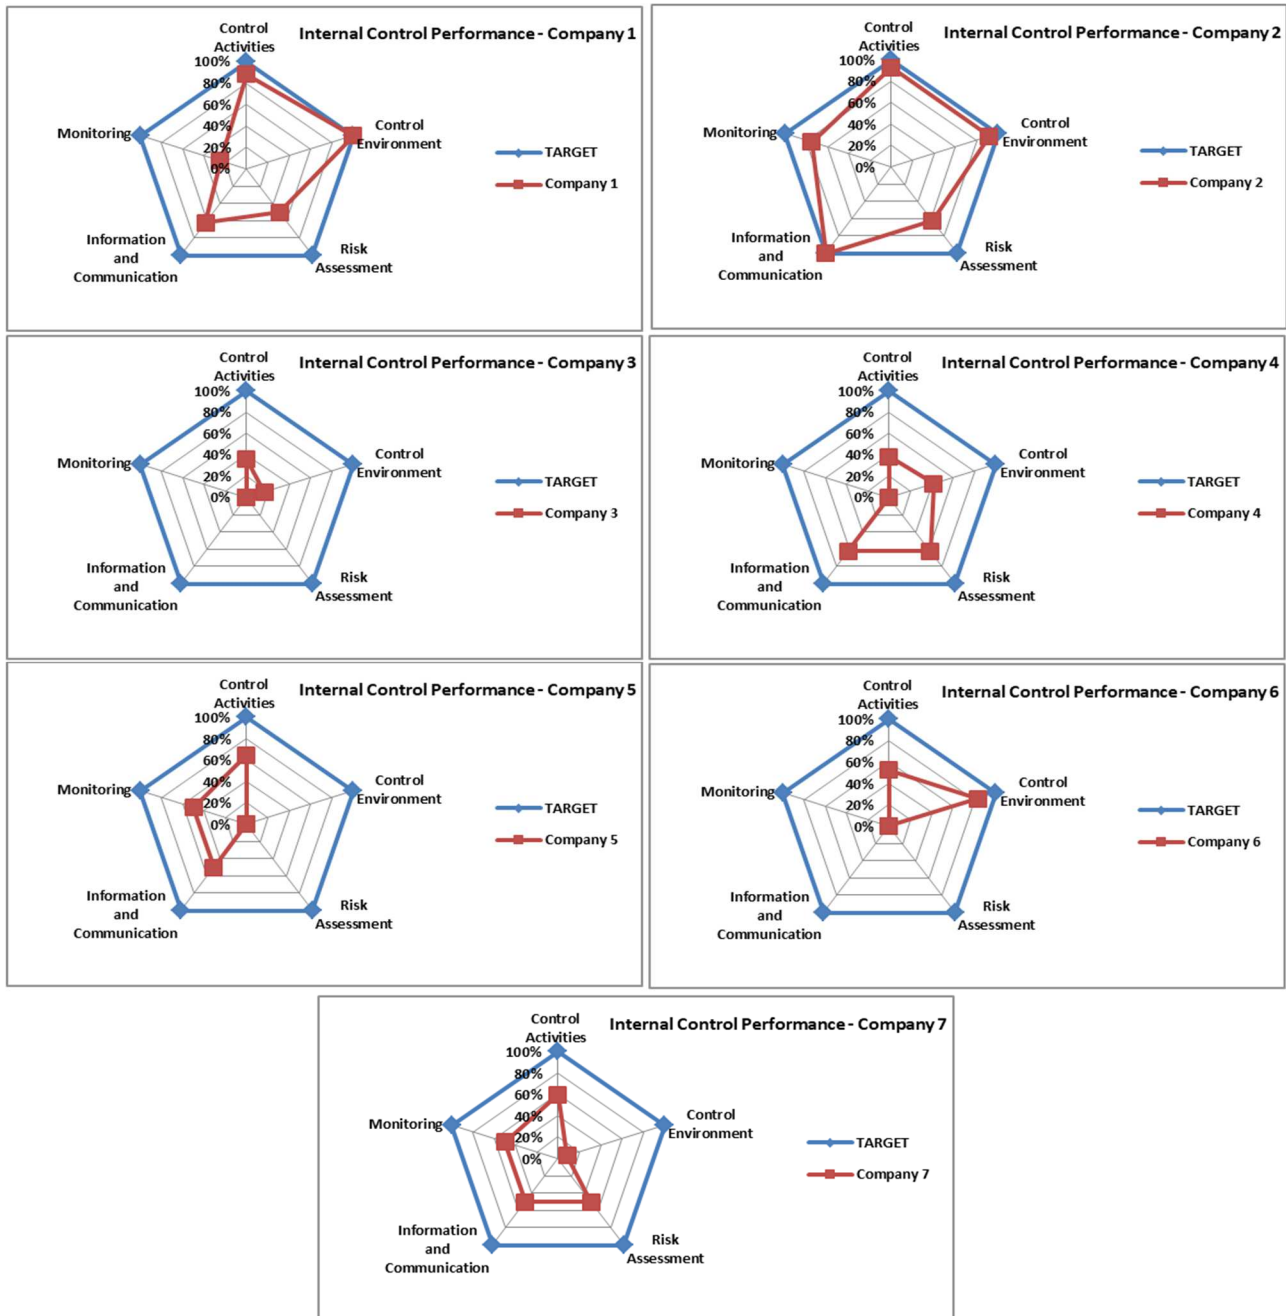 Internal Control Performance - Company 1
Control
Activities
100%
80%
60%
40%
20%
0%
Control
Environment
Risk
Assessment
Information
and
Communication
Monitoring
TARGET
Company 1
Internal Control Performance - Company 2
Control
Activities
100%
80%
60%
40%
20%
0%
Control
Environment
Risk
Assessment
Information
and
Communication
Monitoring
TARGET
Company 2
Internal Control Performance - Company 3
Control
Activities
100%
80%
60%
40%
20%
0%
Control
Environment
Risk
Assessment
Information
and
Communication
Monitoring
TARGET
Company 3
Internal Control Performance - Company 4
Control
Activities
100%
80%
60%
40%
20%
0%
Control
Environment
Risk
Assessment
Information
and
Communication
Monitoring
TARGET
Company 4
Internal Control Performance - Company 5
Control
Activities
100%
80%
60%
40%
20%
0%
Control
Environment
Risk
Assessment
Information
and
Communication
Monitoring
TARGET
Company 5
Internal Control Performance - Company 6
Control
Activities
100%
80%
60%
40%
20%
0%
Control
Environment
Risk
Assessment
Information
and
Communication
Monitoring
TARGET
Company 6
Internal Control Performance - Company 7
Control
Activities
100%
80%
60%
40%
20%
0%
Control
Environment
Risk
Assessment
Information
and
Communication
Monitoring
TARGET
Company 7